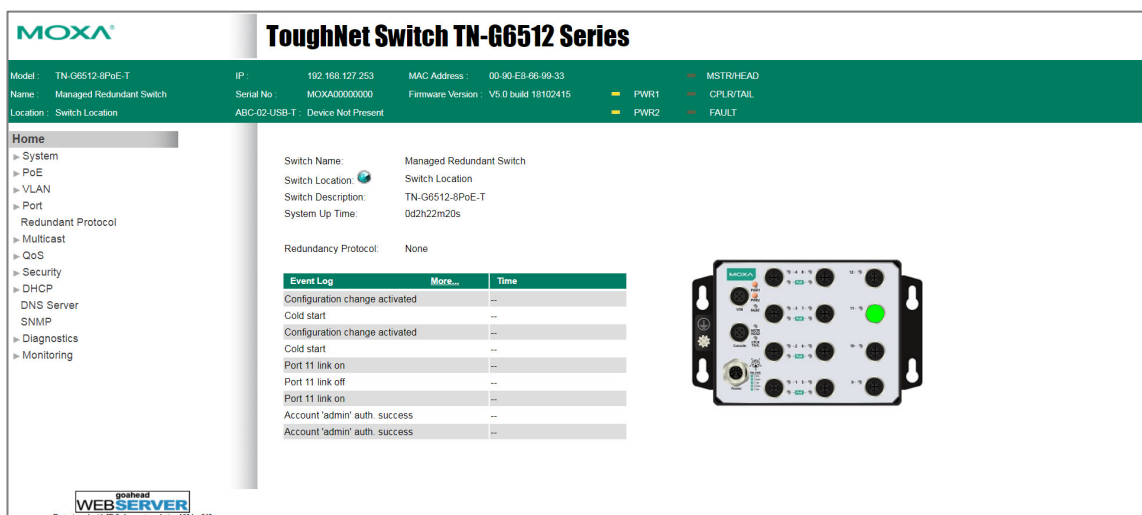 MOXA®
ToughNet Switch TN-G6512 Series
Model : TN-G6512-8PoE-T IP : 192.168.127.253 MAC Address : 00-90-E8-66-99-33 MSTR/HEAD
Name : Managed Redundant Switch Serial No : MOXA00000000 Firmware Version : V5.0 build 18102415 PWR1 CPLR/TAIL
Location : Switch Location ABC-02-USB-T : Device Not Present PWR2 FAULT
Home
System
PoE
VLAN
Port
Redundant Protocol
Multicast
QoS
Security
DHCP
DNS Server
SNMP
Diagnostics
Monitoring
goahead
WEBSERVER
Switch Name: Managed Redundant Switch
Switch Location: Switch Location
Switch Description: TN-G6512-8PoE-T
System Up Time: 0d2h22m20s
Redundancy Protocol: None
Event Log More... Time
Configuration change activated --
Cold start --
Configuration change activated --
Cold start --
Port 11 link on --
Port 11 link off --
Port 11 link on --
Account 'admin' auth. success --
Account 'admin' auth. success --
MOXA
USB
Console
Power